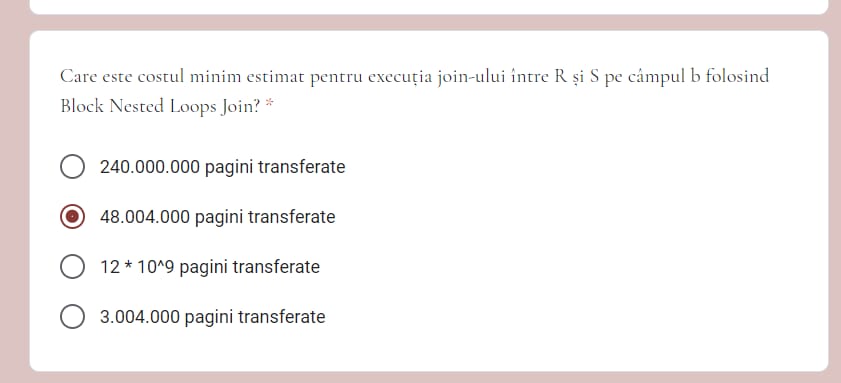 Care este costul minim estimat pentru execuția join-ului între R și S pe câmpul b folosind
Block Nested Loops Join? *
240.000.000 pagini transferate
48.004.000 pagini transferate
12 * 10^9 pagini transferate
3.004.000 pagini transferate